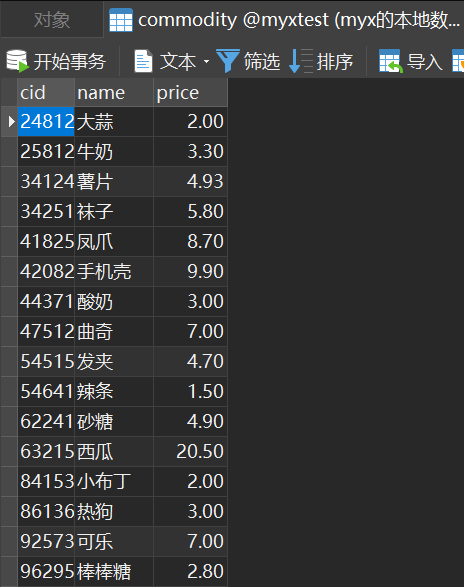 对象 commodity @myxtest (myx的本地数...
开始事务 文本 筛选 排序 导入
cid name price
24812 大蒜 2.00
25812 牛奶 3.30
34124 薯片 4.93
34251 袜子 5.80
41825 凤爪 8.70
42082 手机壳 9.90
44371 酸奶 3.00
47512 曲奇 7.00
54515 发夹 4.70
54641 辣条 1.50
62241 砂糖 4.90
63215 西瓜 20.50
84153 小布丁 2.00
86136 热狗 3.00
92573 可乐 7.00
96295 棒棒糖 2.80